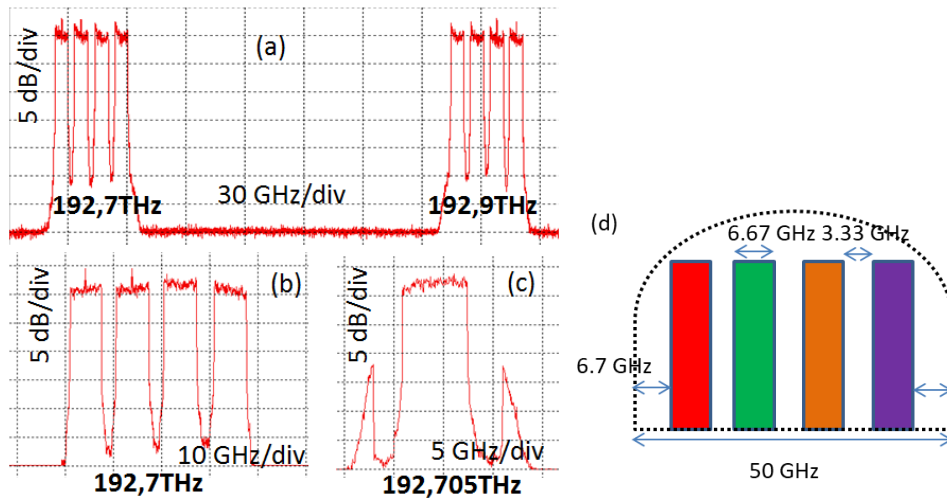 (a)
5 dB/div
30 GHz/div
192,7THz
192,9THz
(b)
5 dB/div
10 GHz/div
192,7THz
(c)
5 dB/div
5 GHz/div
192,705THz
(d)
6.67 GHz
3.33 GHz
6.7 GHz
50 GHz